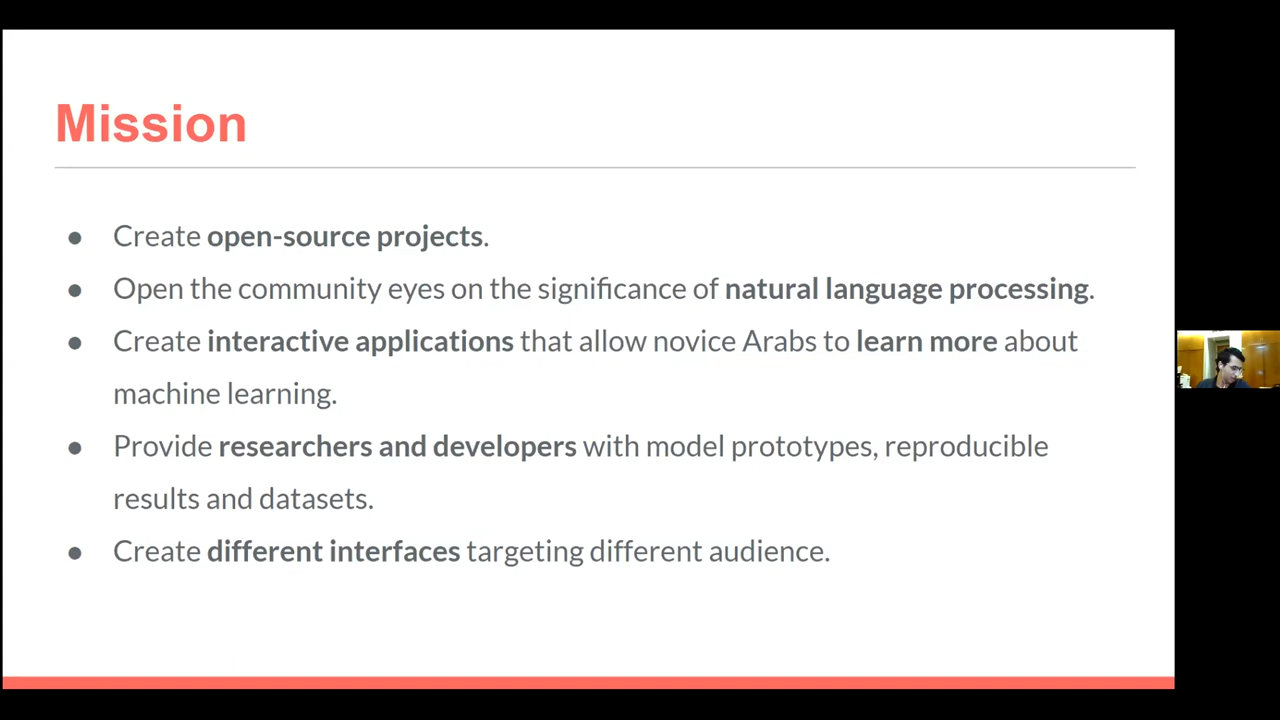 Mission
● Create open-source projects.
● Open the community eyes on the significance of natural language processing.
● Create interactive applications that allow novice Arabs to learn more about
machine learning.
● Provide researchers and developers with model prototypes, reproducible
results and datasets.
● Create different interfaces targeting different audience.